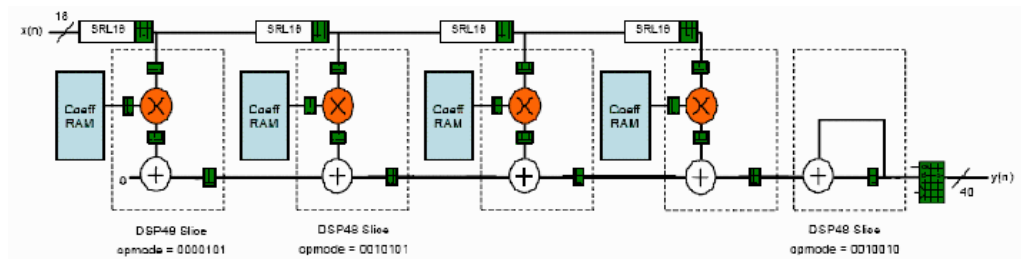 18
x(n)
SRL16
SRL16
SRL16
SRL16
Coeff
RAM
Coeff
RAM
Coeff
RAM
Coeff
RAM
0
y(n)
40
DSP48 Slice
opmode = 0000101
DSP48 Slice
opmode = 0010101
DSP48 Slice
opmode = 0010010